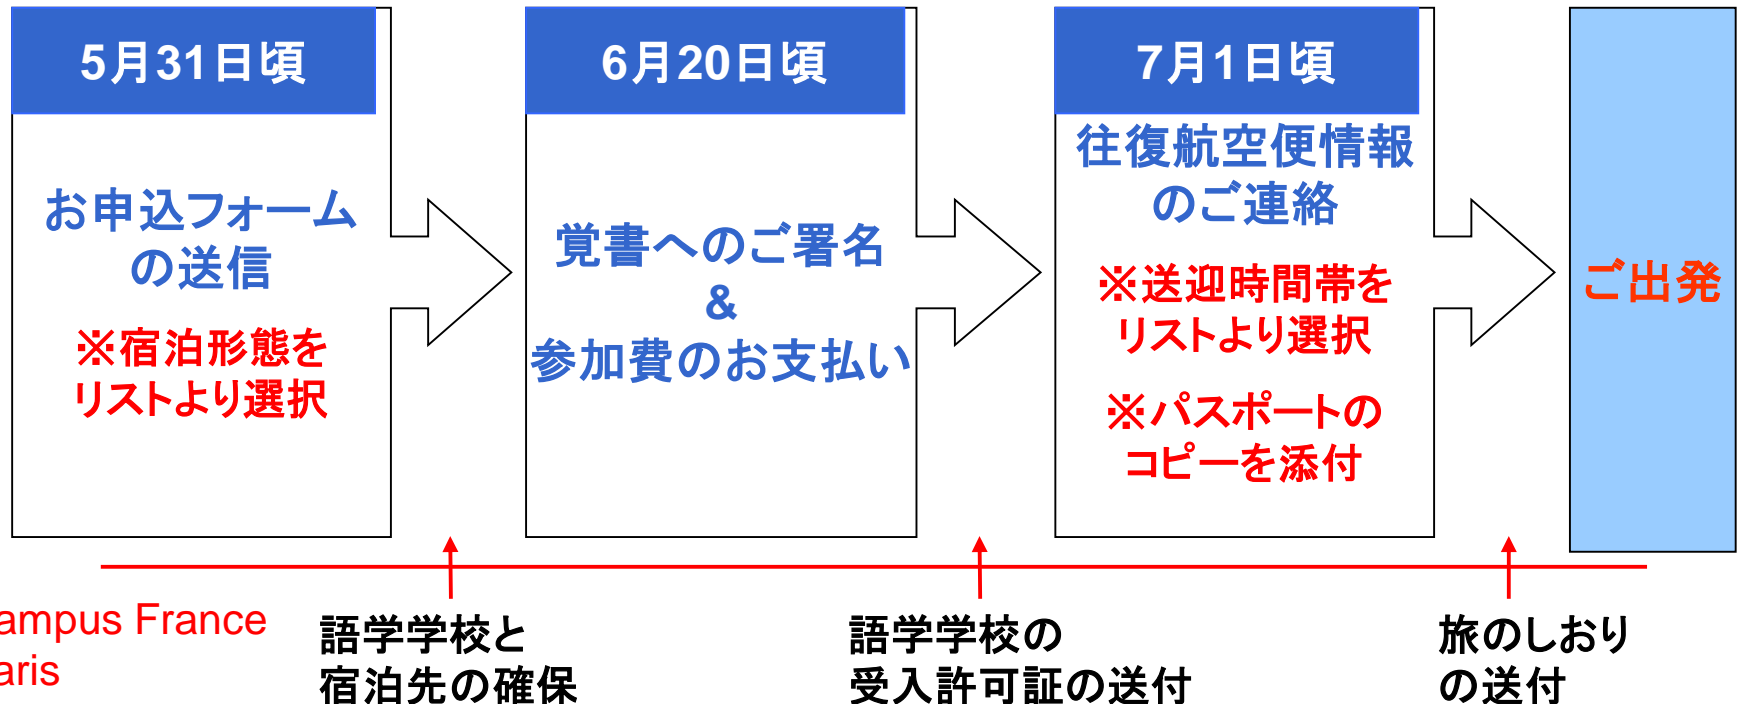 5月31日頃
お申込フォーム
の送信
※宿泊形態を
リストより選択
6月20日頃
覚書へのご署名
&
参加費のお支払い
7月1日頃
往復航空便情報
のご連絡
※送迎時間帯を
リストより選択
※パスポートの
コピーを添付
ご出発
ampus France
aris
語学学校と
宿泊先の確保
語学学校の
受入許可証の送付
旅のしおり
の送付